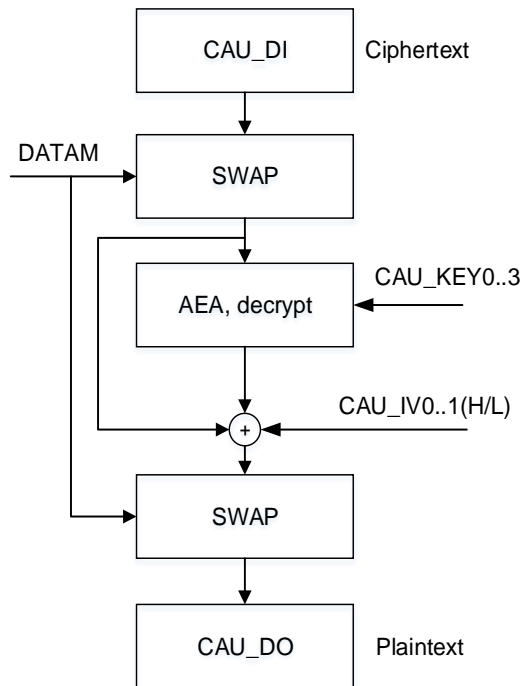 CAU_DI
Ciphertext
DATAM
SWAP
CAU_KEY0..3
AEA, decrypt
CAU_IV0..1(H/L)
+
SWAP
CAU_DO
Plaintext